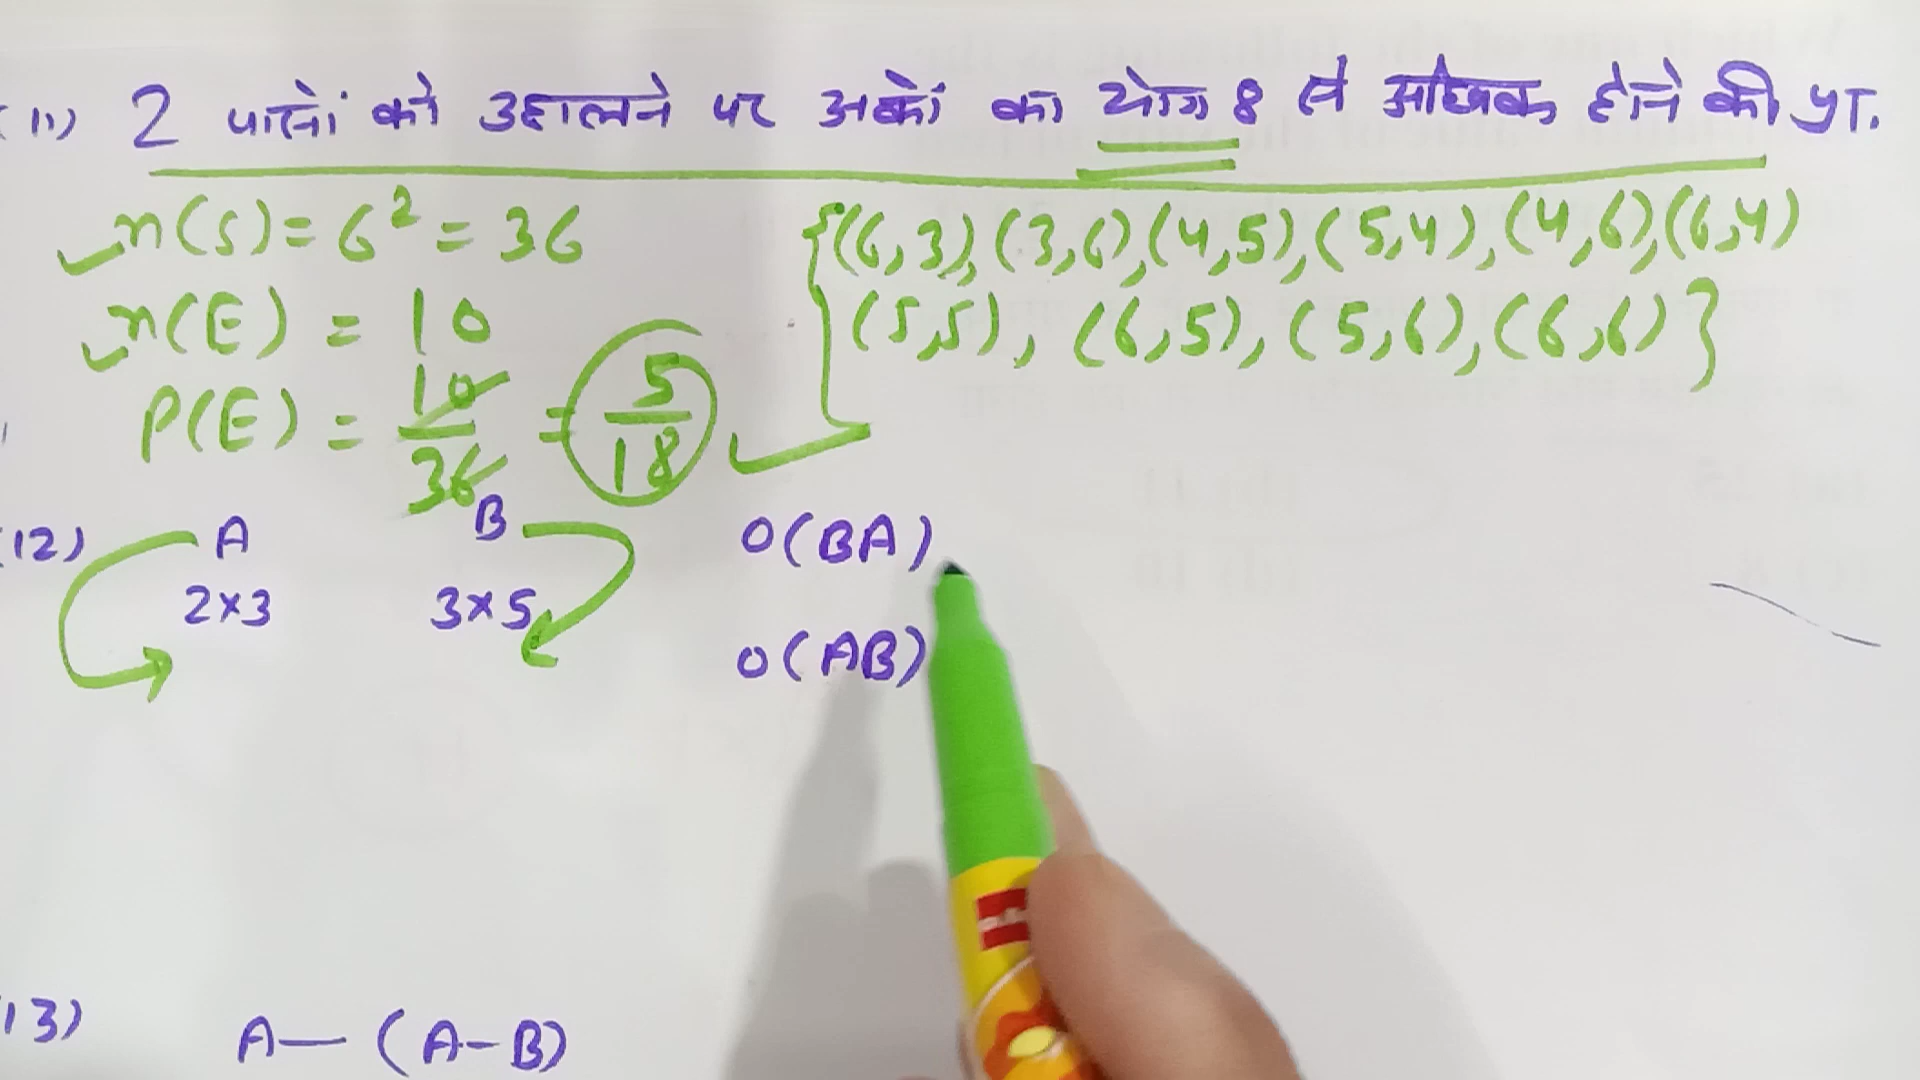 (11) 2 पासों को उछालने पर अकों का योग 8 से अधिक होने की प्रा.
n(S) = 6² = 36 {(6,3), (3,6), (4,5), (5,4), (4,6), (6,4)
n(E) = 10 (5,5), (6,5), (5,6), (6,6)}
P(E) = 10/36 = 5/18
(12) A B O(BA)
2×3 3×5 O(AB)
(13) A — (A-B)